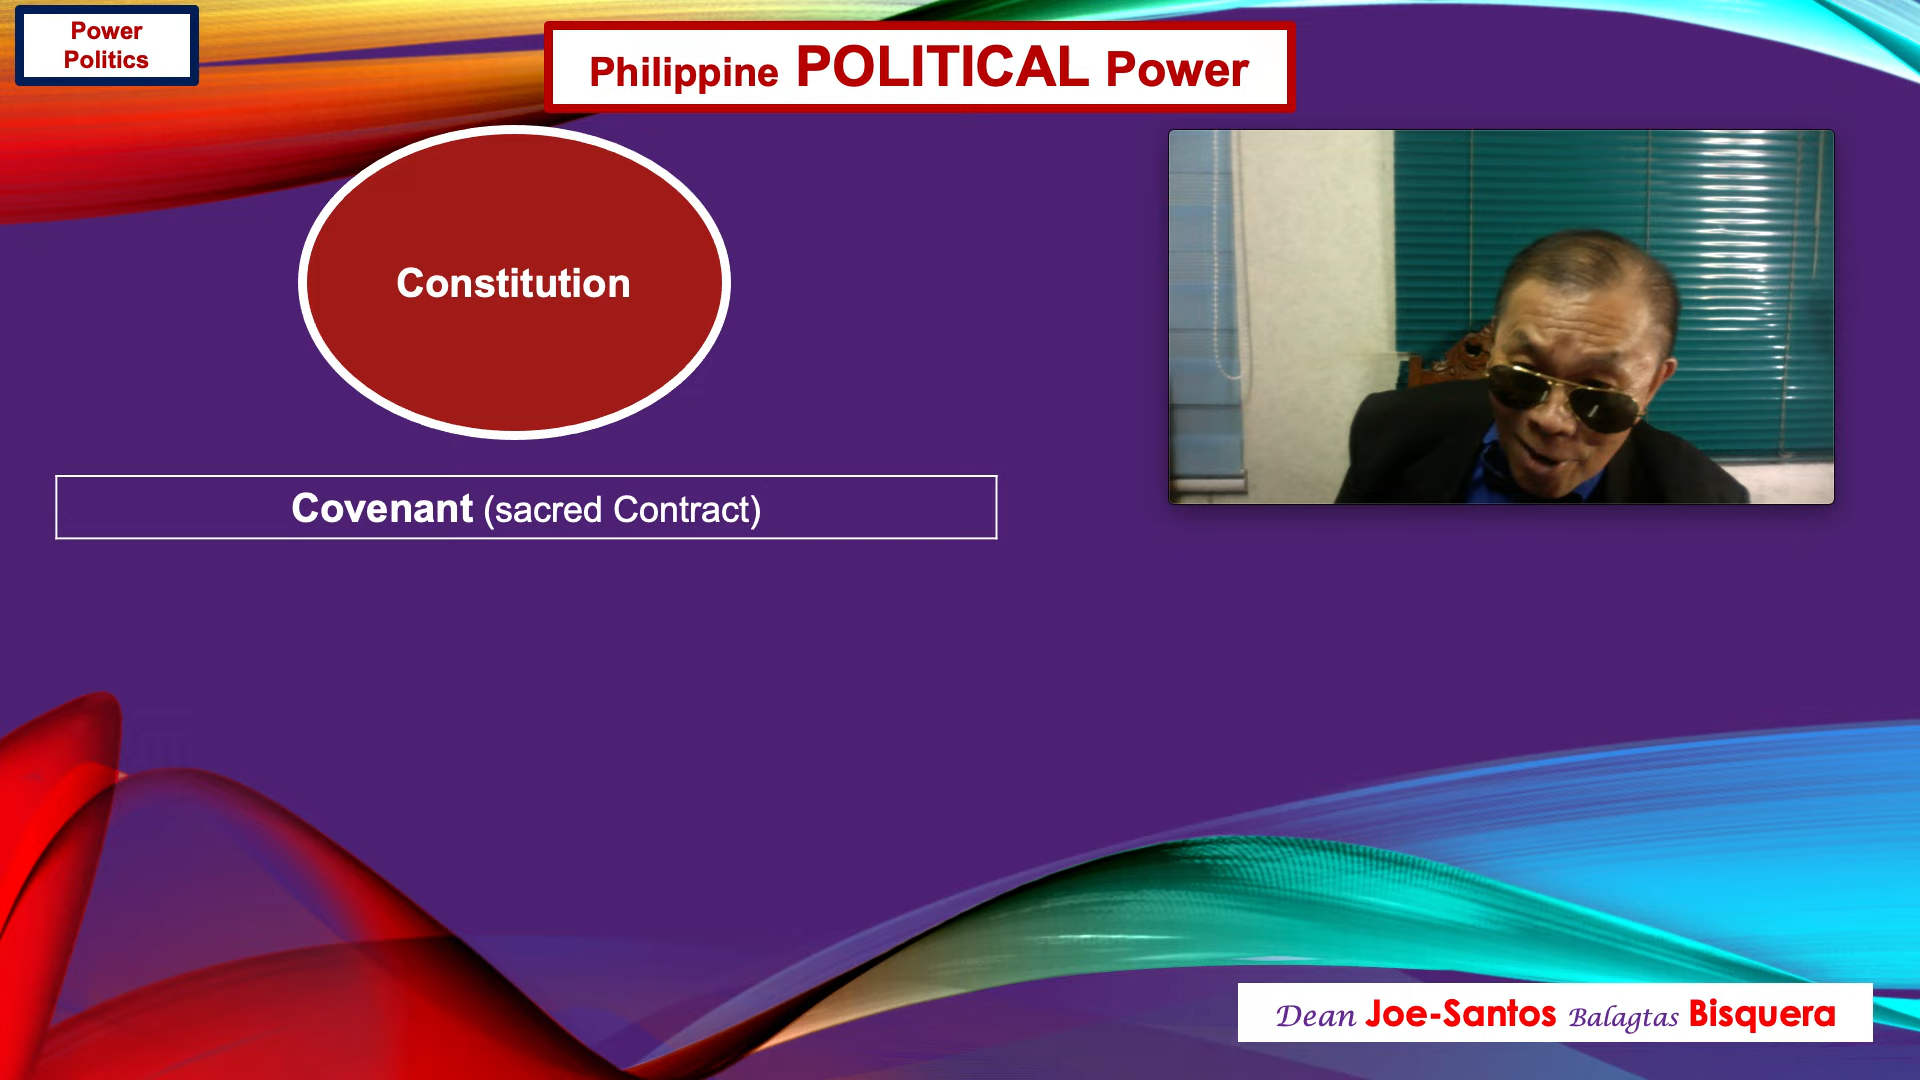 Power
Politics
Philippine POLITICAL Power
Constitution
Covenant (sacred Contract)
Dean Joe-Santos Balagtas Bisquera